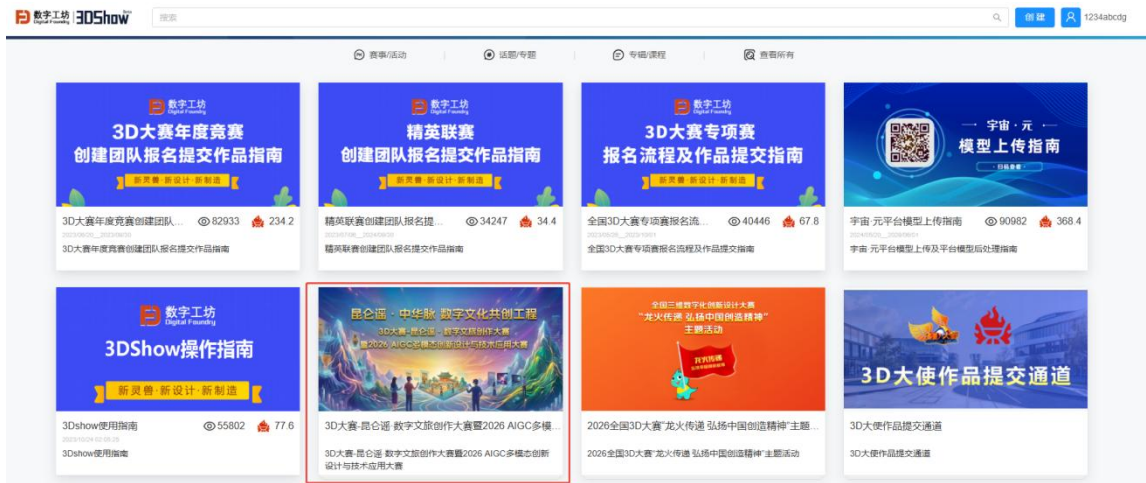 数字工坊 3DShow Beta
Digital Foundry
搜索
创建
1234abcdg
赛事/活动
话题/专题
专辑/课程
查看所有
数字工坊
Digital Foundry
3D大赛年度竞赛
创建团队报名提交作品指南
新灵兽·新设计·新制造
3D大赛年度竞赛创建团队... 82933 234.2
3D大赛年度竞赛创建团队报名提交作品指南
数字工坊
Digital Foundry
精英联赛
创建团队报名提交作品指南
新灵兽·新设计·新制造
精英联赛创建团队报名提... 34247 34.4
精英联赛创建团队报名提交作品指南
数字工坊
Digital Foundry
3D大赛专项赛
报名流程及作品提交指南
新灵兽·新设计·新制造
全国3D大赛专项赛报名流... 40446 67.8
全国3D大赛专项赛报名流程及作品提交指南
宇宙·元
模型上传指南
·扫码查看·
宇宙·元平台模型上传指南 90982 368.4
宇宙·元平台模型上传及平台模型后处理指南
数字工坊
Digital Foundry
3DShow操作指南
新灵兽·新设计·新制造
3Dshow使用指南 55802 77.6
3Dshow使用指南
昆仑谣·中华脉 数字文化共创工程
3D大赛-昆仑谣·数字文旅创作大赛
暨2026 AIGC多模态创新设计与技术应用大赛
3D大赛-昆仑谣·数字文旅创作大赛暨2026 AIGC多模...
3D大赛-昆仑谣·数字文旅创作大赛暨2026 AIGC多模态创新
设计与技术应用大赛
全国三维数字化创新设计大赛
“龙火传递 弘扬中国创造精神”
主题活动
龙火传递
2026全国3D大赛“龙火传递 弘扬中国创造精神”主题...
2026全国3D大赛“龙火传递 弘扬中国创造精神”主题活动
3D大使作品提交通道
3D大使作品提交通道
3D大使作品提交通道